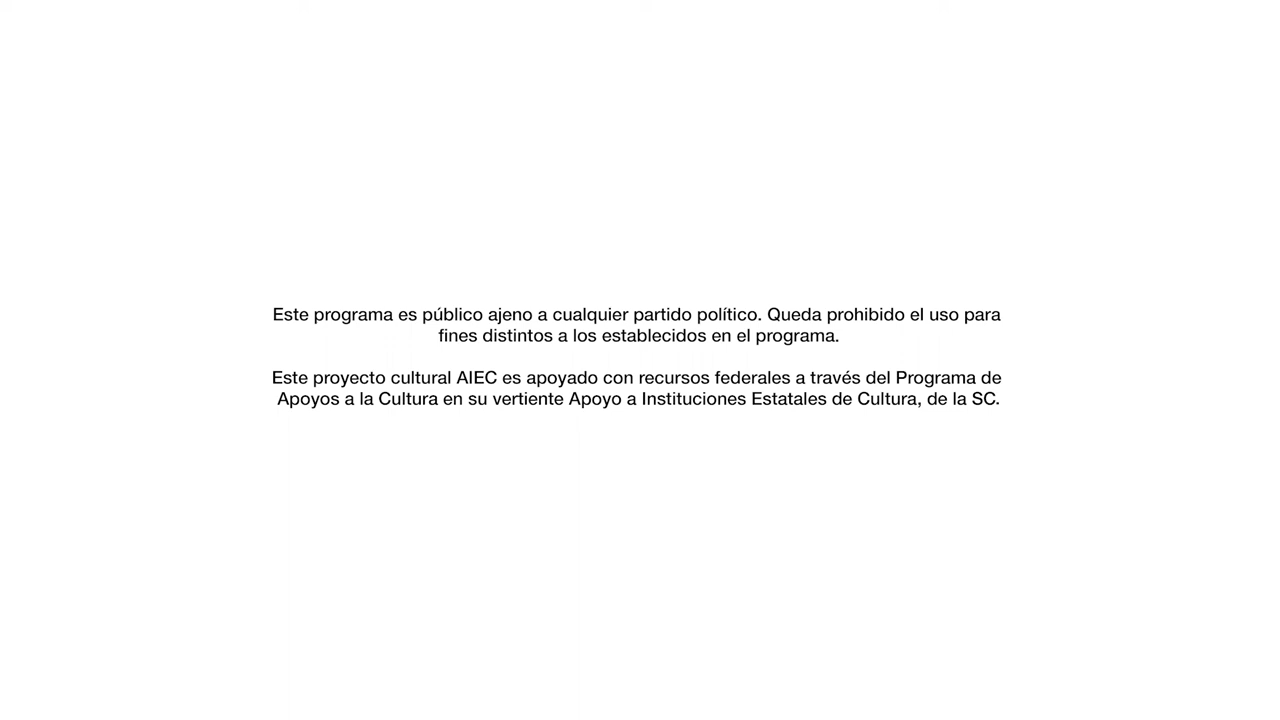 Este programa es público ajeno a cualquier partido político. Queda prohibido el uso para
fines distintos a los establecidos en el programa.
Este proyecto cultural AIEC es apoyado con recursos federales a través del Programa de
Apoyos a la Cultura en su vertiente Apoyo a Instituciones Estatales de Cultura, de la SC.